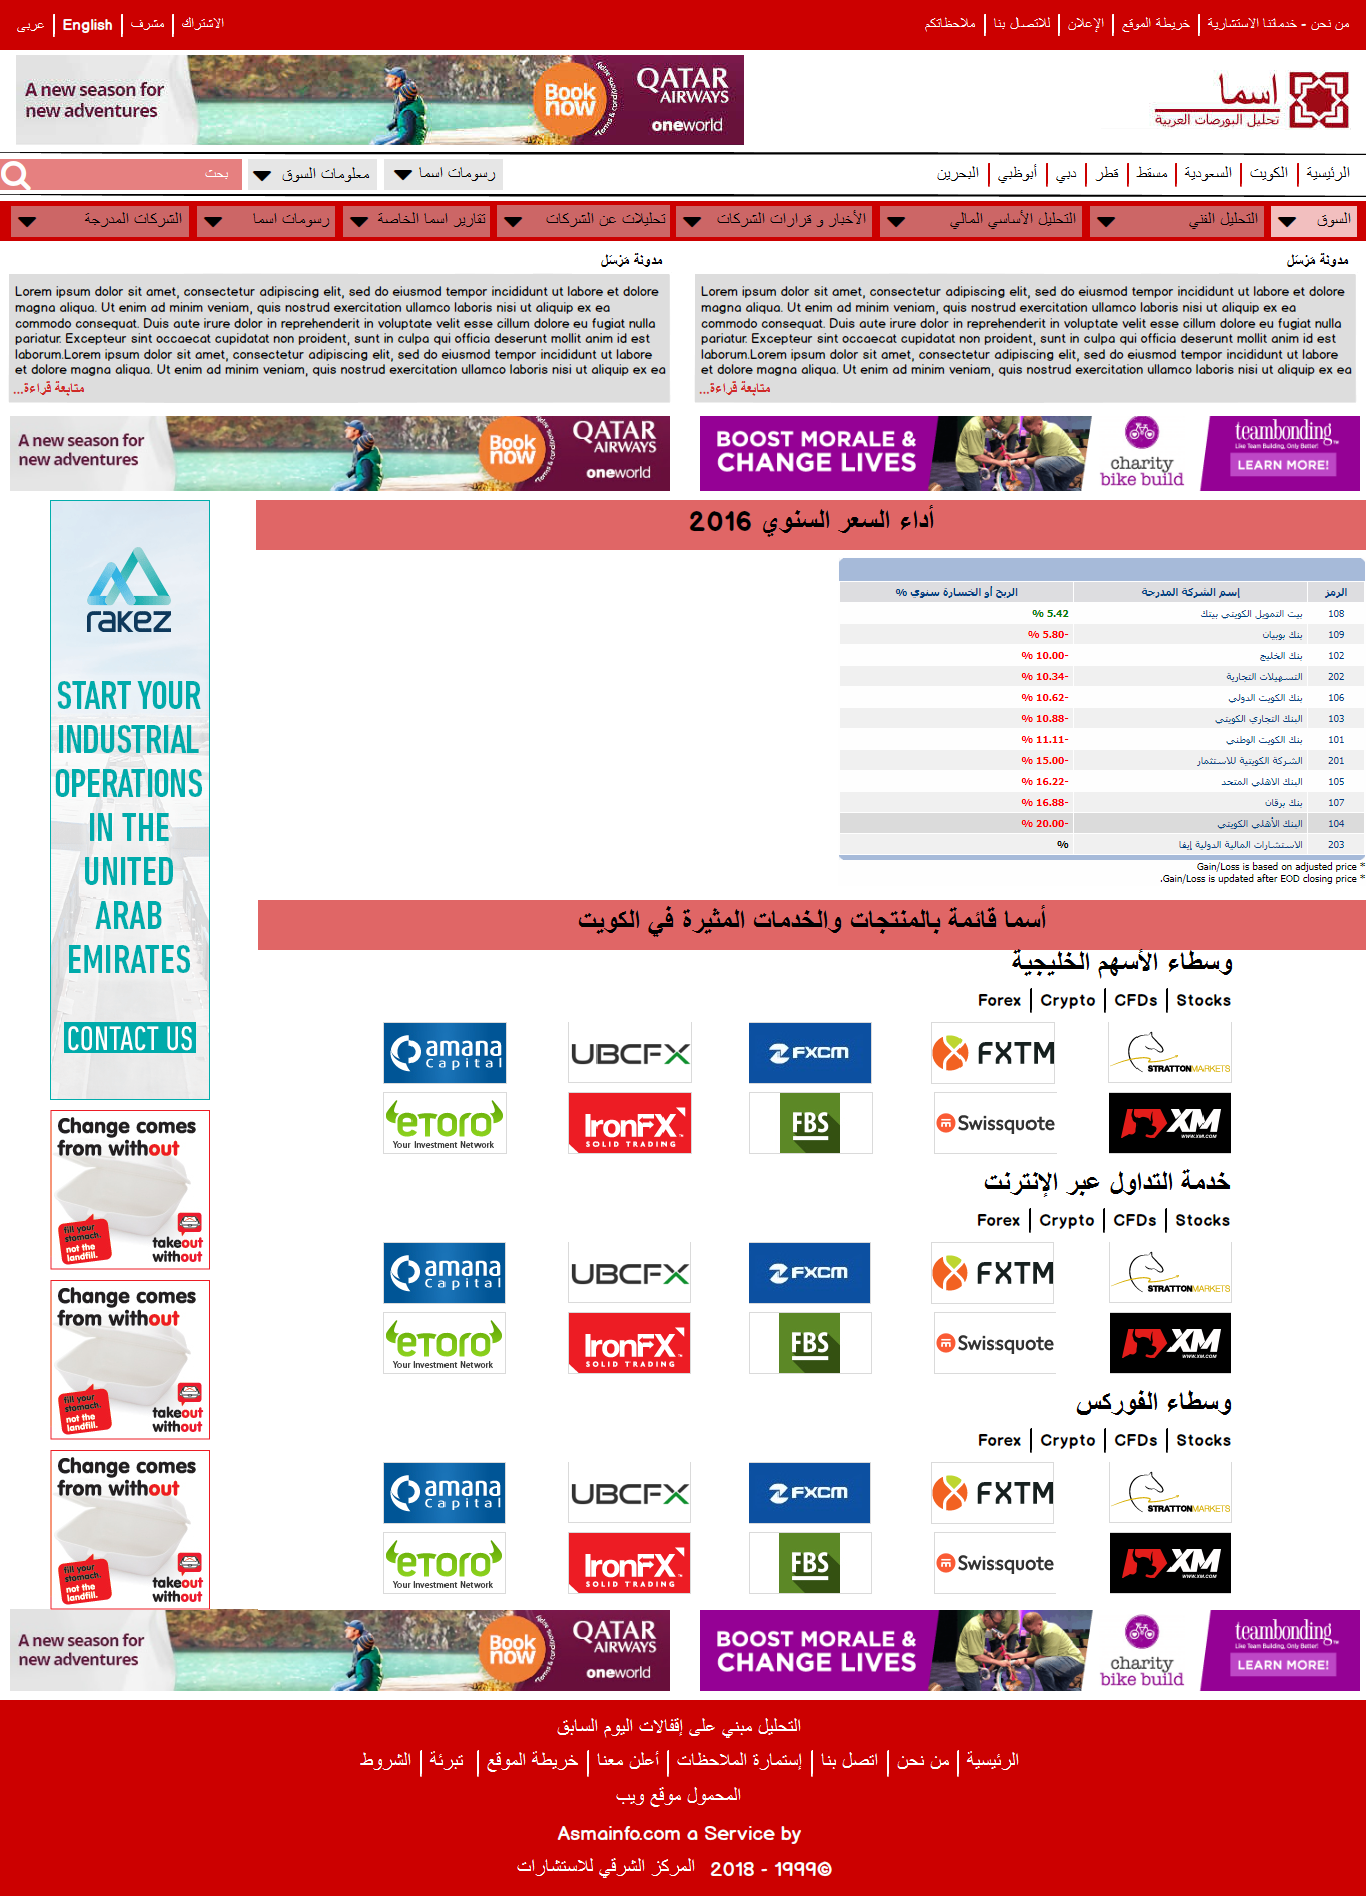 من نحن - خدماتنا الاستشارية | خريطة الموقع | الإعلان | للاتصال بنا | ملاحظاتكم
الاشتراك | مشرف | English | عربى
اسما
تحليل البورصات العربية
A new season for
new adventures
Book now
Terms & conditions apply
QATAR AIRWAYS
oneworld
الرئيسية | الكويت | السعودية | مسقط | قطر | دبي | أبوظبي | البحرين
رسومات اسما
معلومات السوق
بحث
السوق
التحليل الفني
التحليل الأساسي المالي
الأخبار و قرارات الشركات
تحليلات عن الشركات
تقارير اسما الخاصة
رسومات اسما
الشركات المدرجة
مدونة مَزسَل
Lorem ipsum dolor sit amet, consectetur adipiscing elit, sed do eiusmod tempor incididunt ut labore et dolore
magna aliqua. Ut enim ad minim veniam, quis nostrud exercitation ullamco laboris nisi ut aliquip ex ea
commodo consequat. Duis aute irure dolor in reprehenderit in voluptate velit esse cillum dolore eu fugiat nulla
pariatur. Excepteur sint occaecat cupidatat non proident, sunt in culpa qui officia deserunt mollit anim id est
laborum.Lorem ipsum dolor sit amet, consectetur adipiscing elit, sed do eiusmod tempor incididunt ut labore
et dolore magna aliqua. Ut enim ad minim veniam, quis nostrud exercitation ullamco laboris nisi ut aliquip ex ea
متابعة قراءة...
مدونة مَزسَل
Lorem ipsum dolor sit amet, consectetur adipiscing elit, sed do eiusmod tempor incididunt ut labore et dolore
magna aliqua. Ut enim ad minim veniam, quis nostrud exercitation ullamco laboris nisi ut aliquip ex ea
commodo consequat. Duis aute irure dolor in reprehenderit in voluptate velit esse cillum dolore eu fugiat nulla
pariatur. Excepteur sint occaecat cupidatat non proident, sunt in culpa qui officia deserunt mollit anim id est
laborum.Lorem ipsum dolor sit amet, consectetur adipiscing elit, sed do eiusmod tempor incididunt ut labore
et dolore magna aliqua. Ut enim ad minim veniam, quis nostrud exercitation ullamco laboris nisi ut aliquip ex ea
متابعة قراءة...
BOOST MORALE &
CHANGE LIVES
charity
bike build
teambonding
Like Team Building, Only Better!
LEARN MORE!
A new season for
new adventures
Book now
QATAR AIRWAYS
oneworld
أداء السعر السنوي 2016
الرمز إسم الشركة المدرجة الربح أو الخسارة سنوي %
108 بيت التمويل الكويتي بيتك 5.42 %
109 بنك بوبيان -5.80 %
102 بنك الخليج -10.00 %
202 التسهيلات التجارية -10.34 %
106 بنك الكويت الدولي -10.62 %
103 البنك التجاري الكويتي -10.88 %
101 بنك الكويت الوطني -11.11 %
201 الشركة الكويتية للاستثمار -15.00 %
105 البنك الاهلي المتحد -16.22 %
107 بنك برقان -16.88 %
104 البنك الأهلي الكويتي -20.00 %
203 الاستشارات المالية الدولية إيفا %
* Gain/Loss is based on adjusted price
* Gain/Loss is updated after EOD closing price.
rakez
START YOUR
INDUSTRIAL
OPERATIONS
IN THE
UNITED
ARAB
EMIRATES
CONTACT US
أسما قائمة بالمنتجات والخدمات المثيرة في الكويت
وسطاء الأسهم الخليجية
Forex | Crypto | CFDs | Stocks
amana capital
UBCFX
FXCM
FXTM
STRATTONMARKETS
eTORO Your Investment Network
IronFX SOLID TRADING
FBS
Swissquote
XM WWW.XM.COM
خدمة التداول عبر الإنترنت
Forex | Crypto | CFDs | Stocks
amana capital
UBCFX
FXCM
FXTM
STRATTONMARKETS
eTORO Your Investment Network
IronFX SOLID TRADING
FBS
Swissquote
XM WWW.XM.COM
وسطاء الفوركس
Forex | Crypto | CFDs | Stocks
amana capital
UBCFX
FXCM
FXTM
STRATTONMARKETS
eTORO Your Investment Network
IronFX SOLID TRADING
FBS
Swissquote
XM WWW.XM.COM
Change comes
from without
fill your stomach, not the landfill.
takeout
without
Change comes
from without
fill your stomach, not the landfill.
takeout
without
Change comes
from without
fill your stomach, not the landfill.
takeout
without
A new season for
new adventures
Book now
QATAR AIRWAYS
oneworld
BOOST MORALE &
CHANGE LIVES
charity
bike build
teambonding
Like Team Building, Only Better!
LEARN MORE!
التحليل مبني على إقفالات اليوم السابق
الرئيسية | من نحن | اتصل بنا | إستمارة الملاحظات | أعلن معنا | خريطة الموقع | تبرئة | الشروط
المحمول موقع ويب
Asmainfo.com a Service by
المركز الشرقي للاستشارات 2018 - 1999©